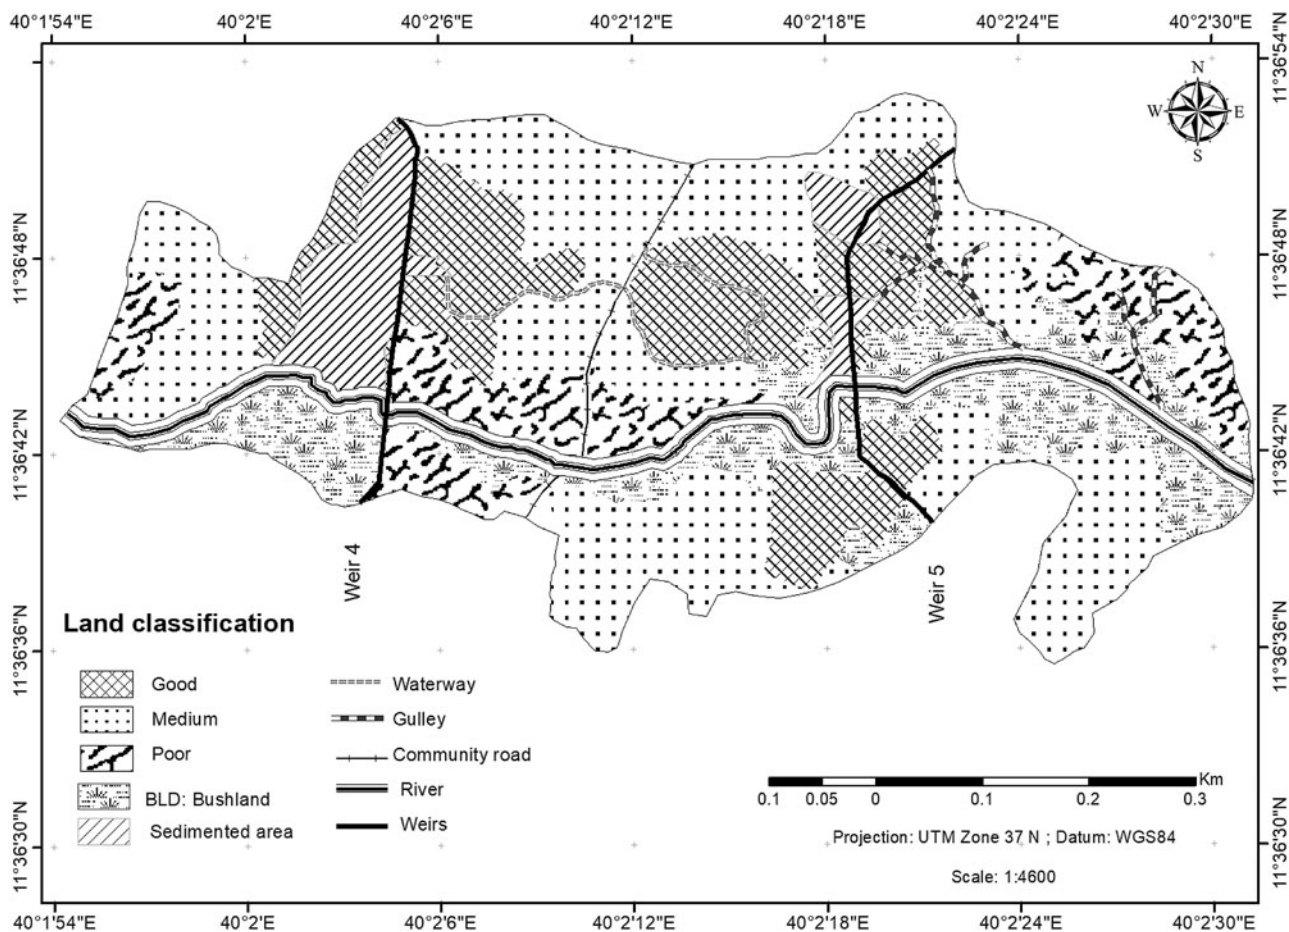 40°1'54"E 40°2'E 40°2'6"E 40°2'12"E 40°2'18"E 40°2'24"E 40°2'30"E
11°36'54"N
N
W E
S
11°36'48"N 11°36'48"N
11°36'42"N 11°36'42"N
Weir 4
Weir 5
11°36'36"N 11°36'36"N
Land classification
Good Waterway
Medium Gulley
Poor Community road
BLD: Bushland River
Sedimented area Weirs
Km
0.1 0.05 0 0.1 0.2 0.3
Projection: UTM Zone 37 N ; Datum: WGS84
Scale: 1:4600
11°36'30"N 11°36'30"N
40°1'54"E 40°2'E 40°2'6"E 40°2'12"E 40°2'18"E 40°2'24"E 40°2'30"E